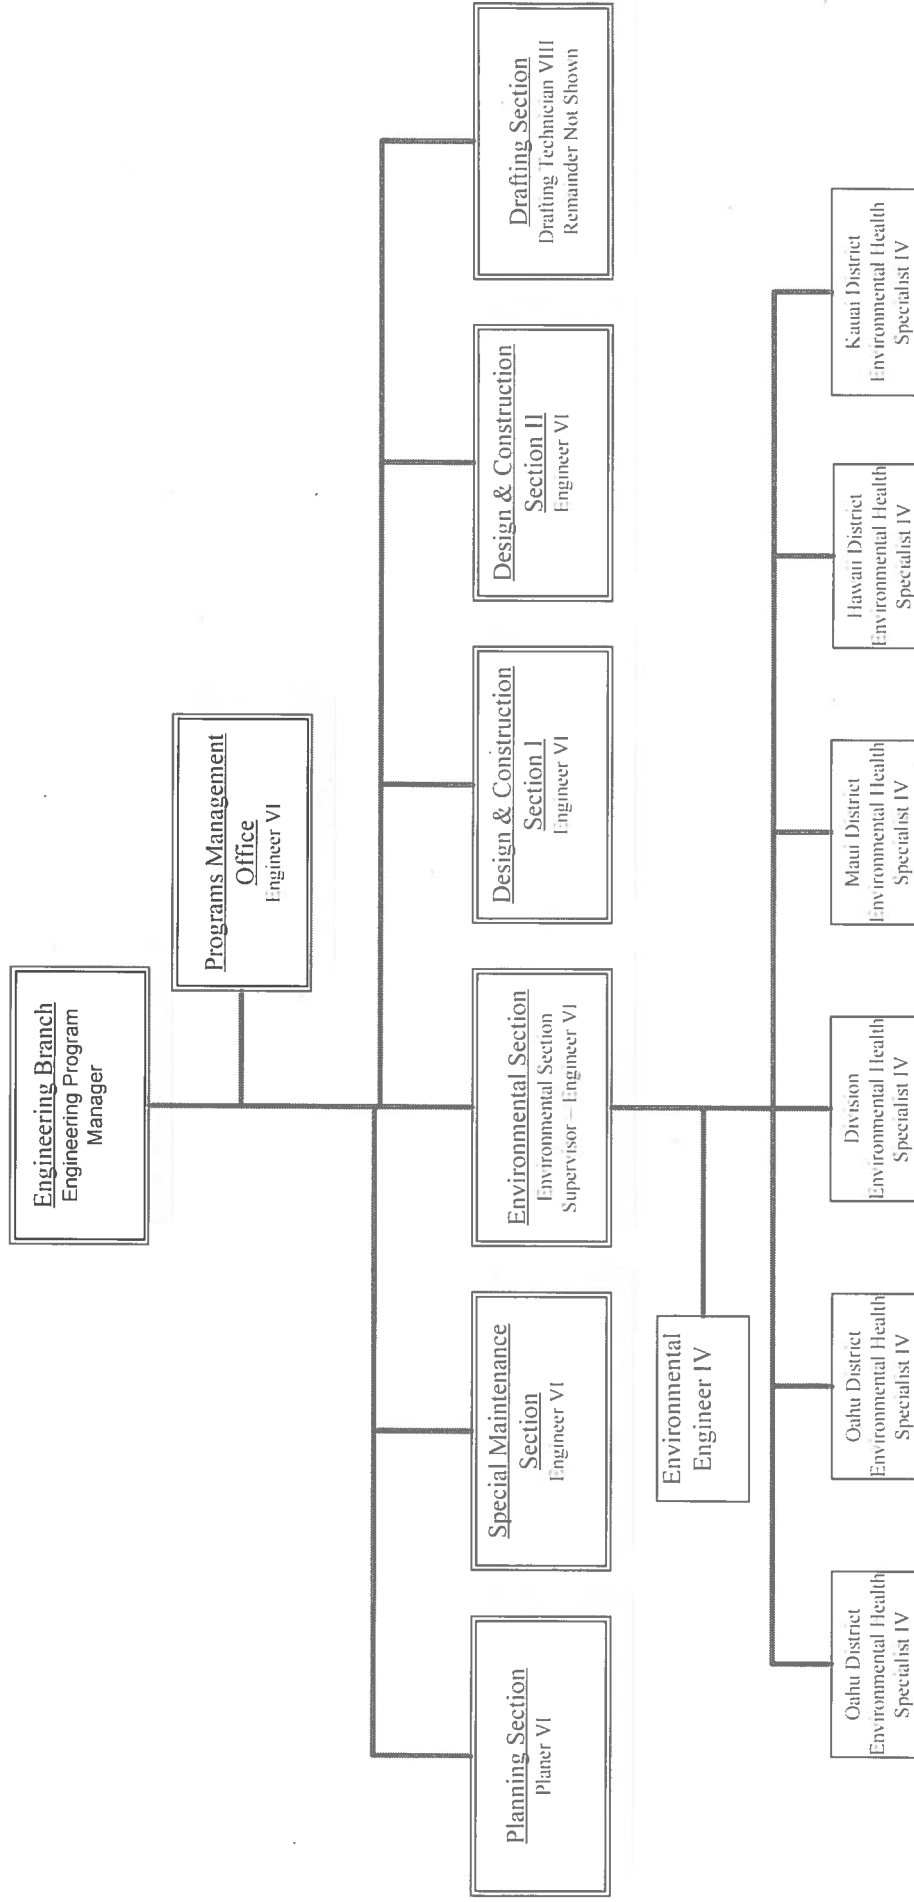 Engineering Branch
Engineering Program
Manager
Programs Management
Office
Engineer VI
Planning Section
Planer VI
Special Maintenance
Section
Engineer VI
Environmental Section
Environmental Section
Supervisor – Engineer VI
Design & Construction
Section I
Engineer VI
Design & Construction
Section II
Engineer VI
Drafting Section
Drafting Technician VIII
Remainder Not Shown
Environmental
Engineer IV
Oahu District
Environmental Health
Specialist IV
Oahu District
Environmental Health
Specialist IV
Division
Environmental Health
Specialist IV
Maui District
Environmental Health
Specialist IV
Hawaii District
Environmental Health
Specialist IV
Kauai District
Environmental Health
Specialist IV